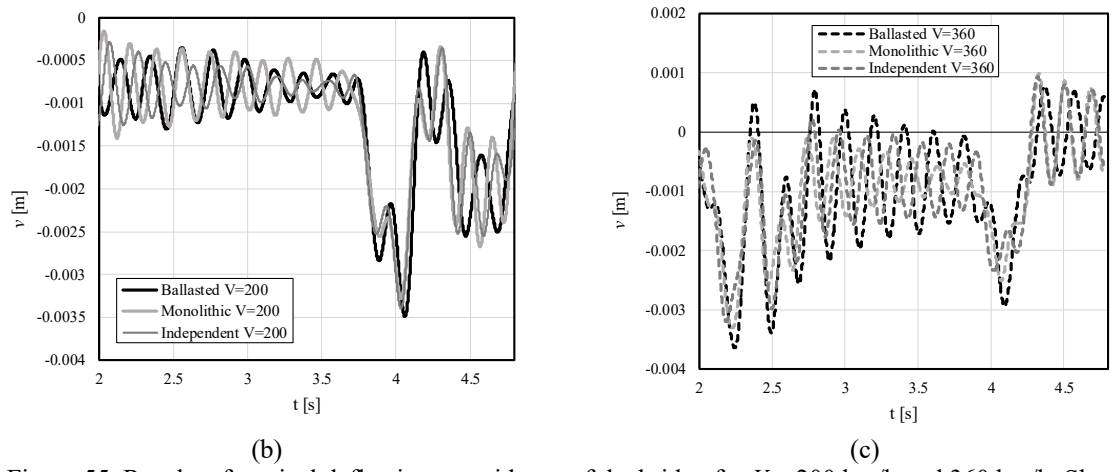 0
-0.0005
-0.001
-0.0015
-0.002
-0.0025
-0.003
-0.0035
-0.004
v [m]
Ballasted V=200
Monolithic V=200
Independent V=200
2
2.5
3
3.5
4
4.5
t [s]
(b)
0.002
0.001
0
-0.001
-0.002
-0.003
-0.004
v [m]
Ballasted V=360
Monolithic V=360
Independent V=360
2
2.5
3
3.5
4
4.5
t [s]
(c)